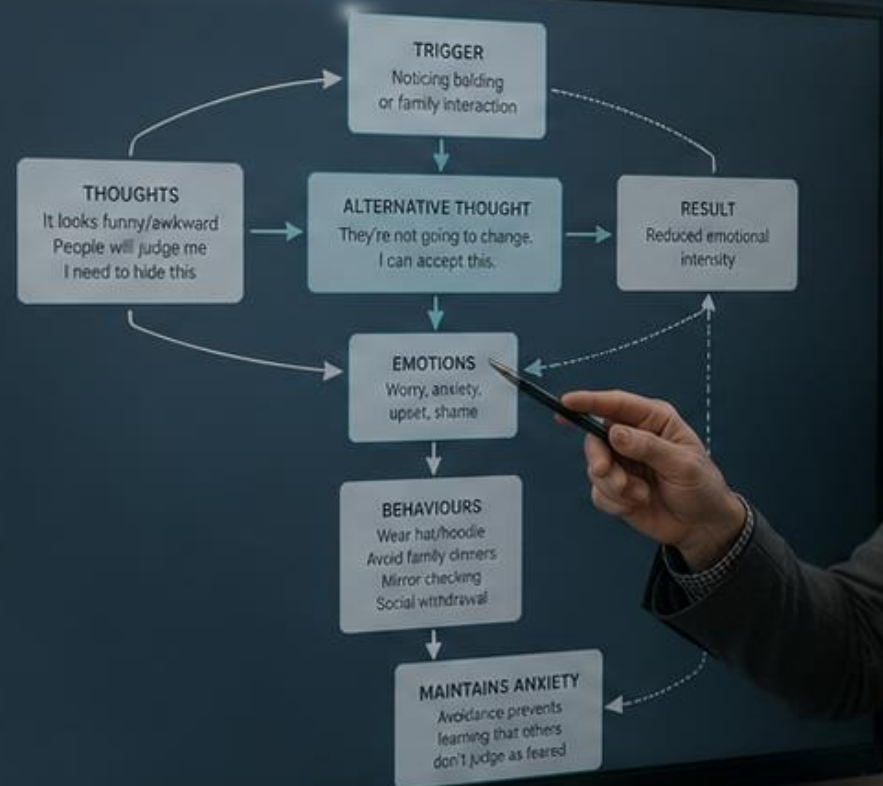 TRIGGER
Noticing balding
or family interaction
THOUGHTS
It looks funny/awkward
People will judge me
I need to hide this
ALTERNATIVE THOUGHT
They're not going to change.
I can accept this.
RESULT
Reduced emotional
intensity
EMOTIONS
Worry, anxiety,
upset, shame
BEHAVIOURS
Wear hat/hoodie
Avoid family dinners
Mirror checking
Social withdrawal
MAINTAINS ANXIETY
Avoidance prevents
learning that others
don't judge as feared